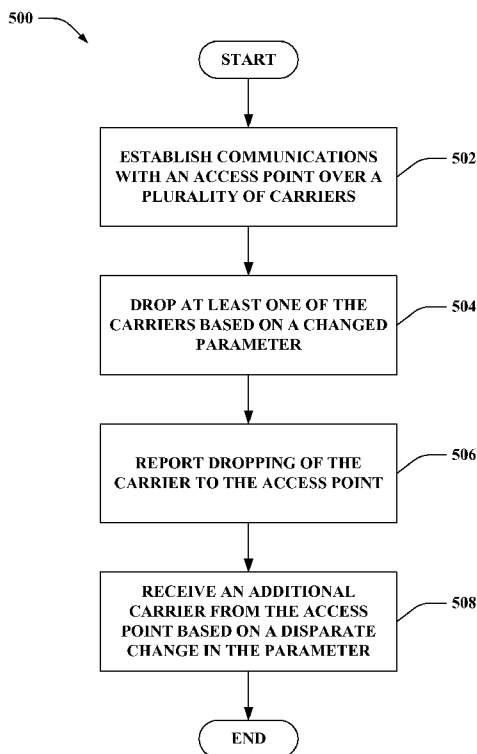 500
START
ESTABLISH COMMUNICATIONS
WITH AN ACCESS POINT OVER A
PLURALITY OF CARRIERS
502
DROP AT LEAST ONE OF THE
CARRIERS BASED ON A CHANGED
PARAMETER
504
REPORT DROPPING OF THE
CARRIER TO THE ACCESS POINT
506
RECEIVE AN ADDITIONAL
CARRIER FROM THE ACCESS
POINT BASED ON A DISPARATE
CHANGE IN THE PARAMETER
508
END